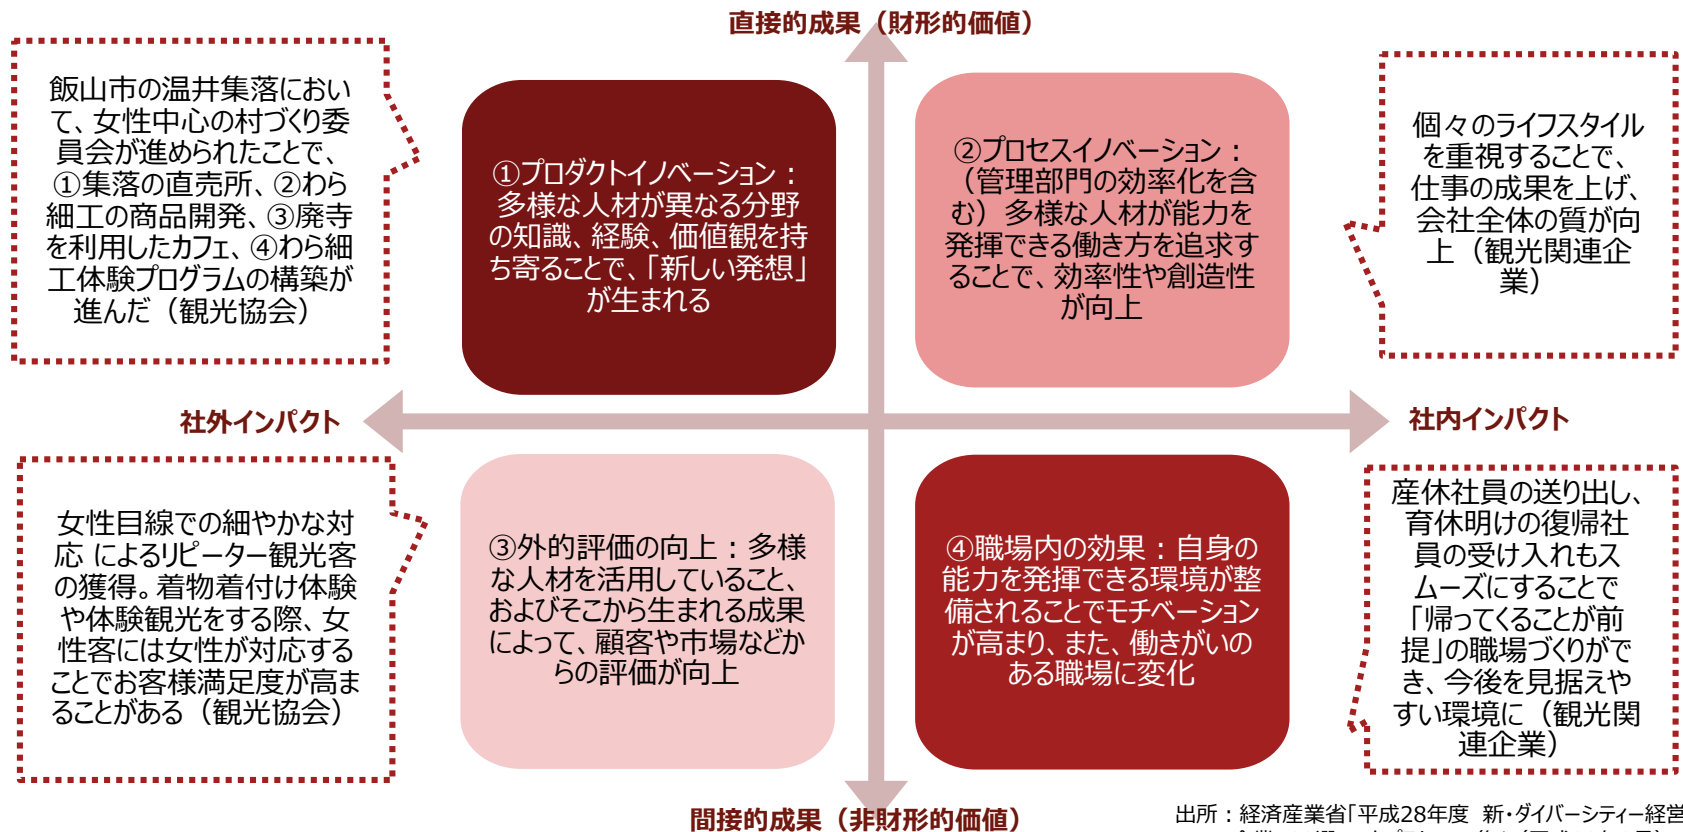 直接的成果（財形的価値）
飯山市の温井集落におい
て、女性中心の村づくり委
員会が進められたことで、
①集落の直売所、②わら
細工の商品開発、③廃寺
を利用したカフェ、④わら細
工体験プログラムの構築が
進んだ（観光協会）
①プロダクトイノベーション：
多様な人材が異なる分野
の知識、経験、価値観を持
ち寄ることで、「新しい発想」
が生まれる
②プロセスイノベーション：
（管理部門の効率化を含
む）多様な人材が能力を
発揮できる働き方を追求す
ることで、効率性や創造性
が向上
個々のライフスタイル
を重視することで、
仕事の成果を上げ、
会社全体の質が向
上（観光関連企
業）
社外インパクト
社内インパクト
女性目線での細やかな対
応 によるリピーター観光客
の獲得。着物着付け体験
や体験観光をする際、女
性客には女性が対応する
ことでお客様満足度が高ま
ることがある（観光協会）
③外的評価の向上：多様
な人材を活用していること、
およびそこから生まれる成果
によって、顧客や市場などか
らの評価が向上
④職場内の効果：自身の
能力を発揮できる環境が整
備されることでモチベーション
が高まり、また、働きがいの
ある職場に変化
産休社員の送り出し、
育休明けの復帰社
員の受け入れもス
ムーズにすることで
「帰ってくることが前
提」の職場づくりがで
き、今後を見据えや
すい環境に（観光関
連企業）
間接的成果（非財形的価値）
出所：経済産業省「平成28年度 新・ダイバーシティー経営